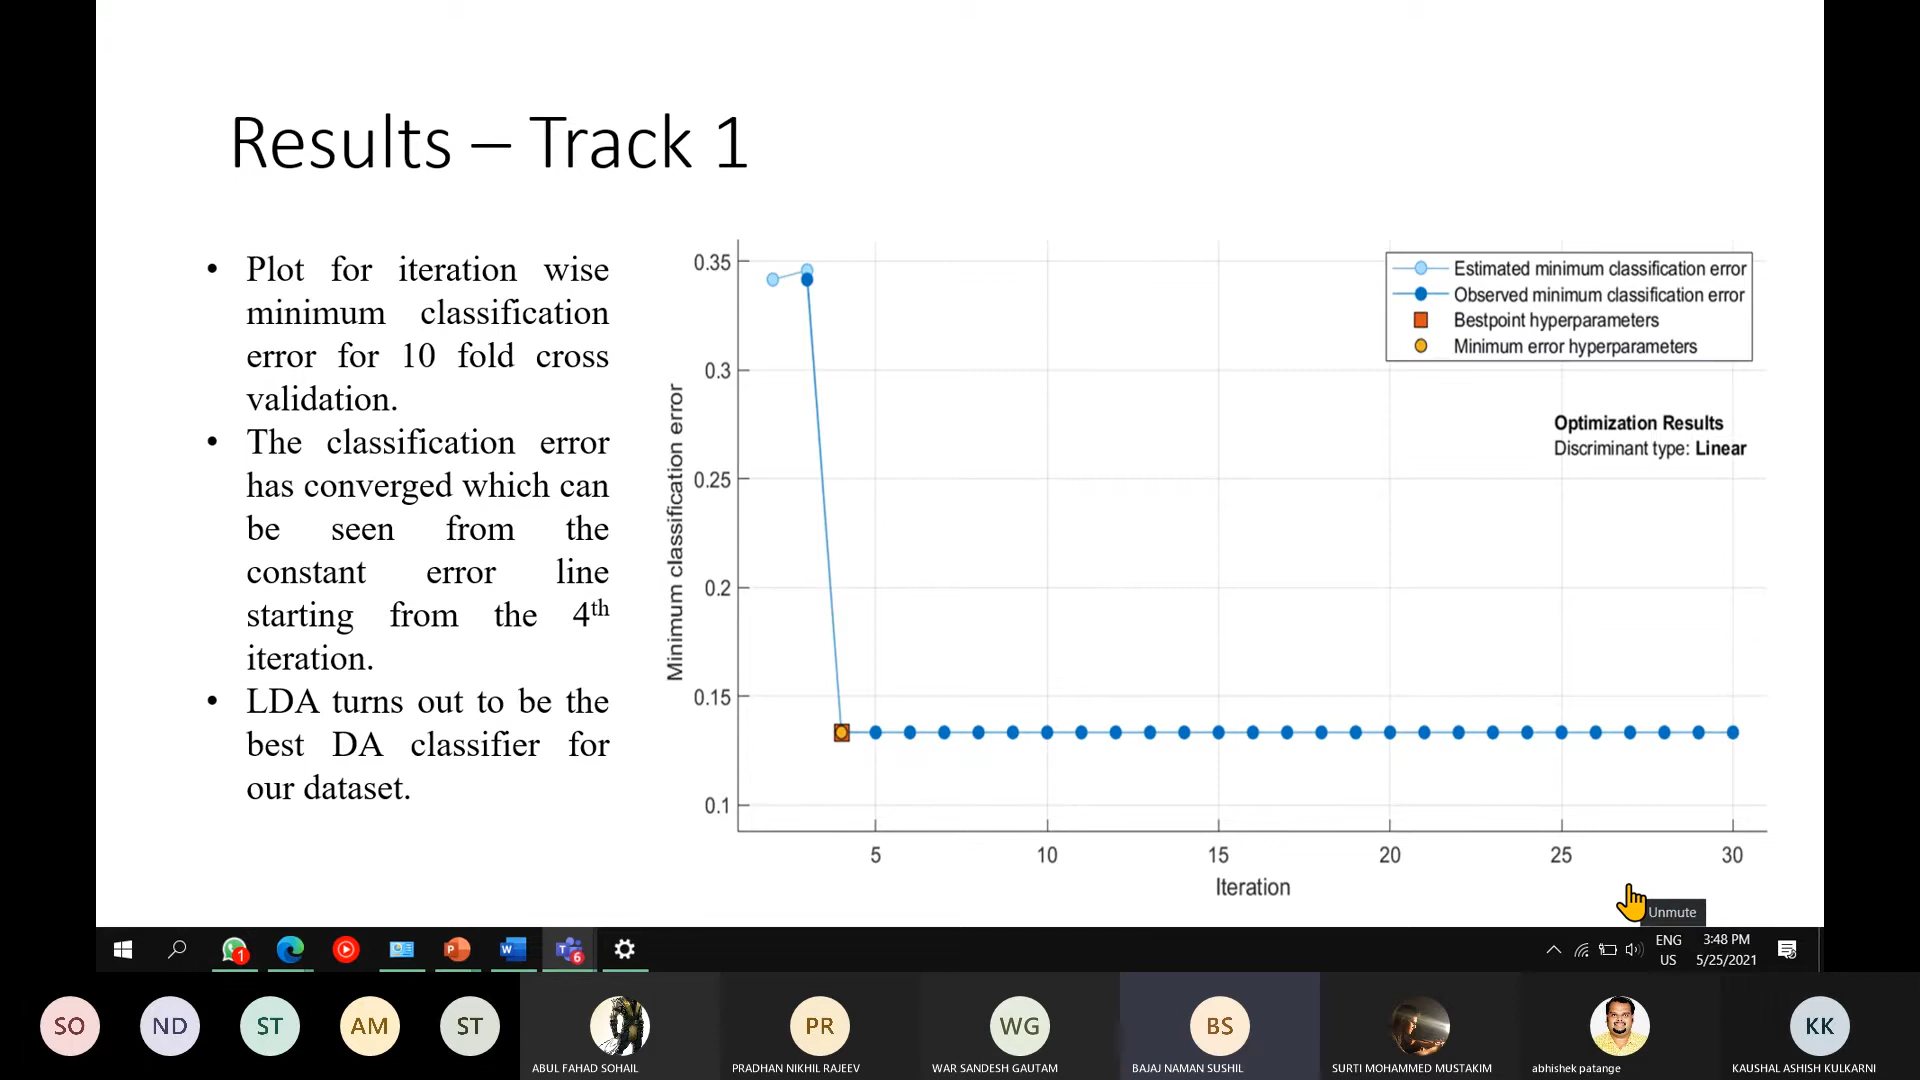 Results – Track 1
• Plot for iteration wise
minimum classification
error for 10 fold cross
validation.
• The classification error
has converged which can
be seen from the
constant error line
starting from the 4th
iteration.
• LDA turns out to be the
best DA classifier for
our dataset.
Minimum classification error
0.35
0.3
0.25
0.2
0.15
0.1
Estimated minimum classification error
Observed minimum classification error
Bestpoint hyperparameters
Minimum error hyperparameters
Optimization Results
Discriminant type: Linear
5 10 15 20 25 30
Iteration
Unmute
1
P
W
T
6
ENG
US
3:48 PM
5/25/2021
SO ND ST AM ST PR WG BS KK
ABUL FAHAD SOHAIL PRADHAN NIKHIL RAJEEV WAR SANDESH GAUTAM BAJAJ NAMAN SUSHIL SURTI MOHAMMED MUSTAKIM abhishek patange KAUSHAL ASHISH KULKARNI